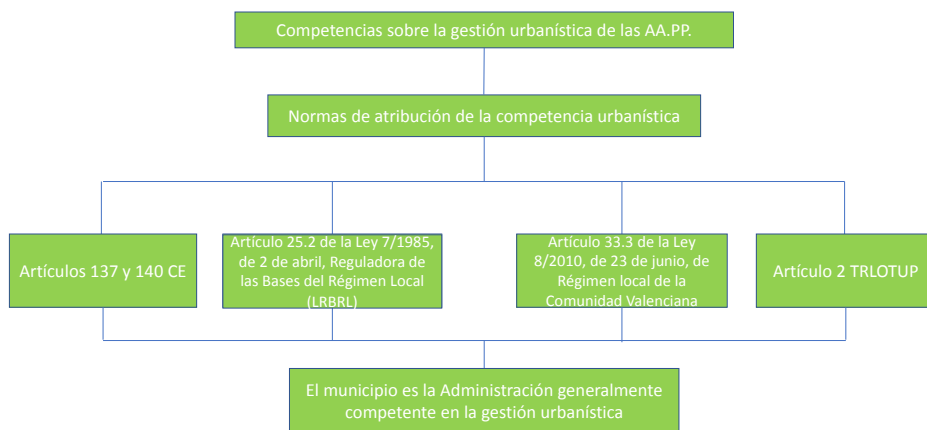 Competencias sobre la gestión urbanística de las AA.PP.
Normas de atribución de la competencia urbanística
Artículos 137 y 140 CE
Artículo 25.2 de la Ley 7/1985,
de 2 de abril, Reguladora de
las Bases del Régimen Local
(LRBRL)
Artículo 33.3 de la Ley
8/2010, de 23 de junio, de
Régimen local de la
Comunidad Valenciana
Artículo 2 TRLOTUP
El municipio es la Administración generalmente
competente en la gestión urbanística